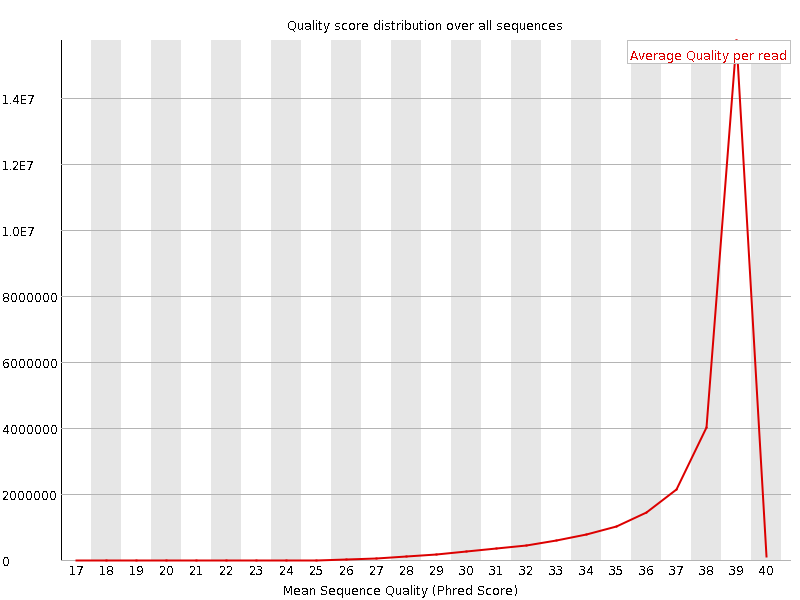 Quality score distribution over all sequences
Average Quality per read
1.4E7
1.2E7
1.0E7
8000000
6000000
4000000
2000000
0
17 18 19 20 21 22 23 24 25 26 27 28 29 30 31 32 33 34 35 36 37 38 39 40
Mean Sequence Quality (Phred Score)